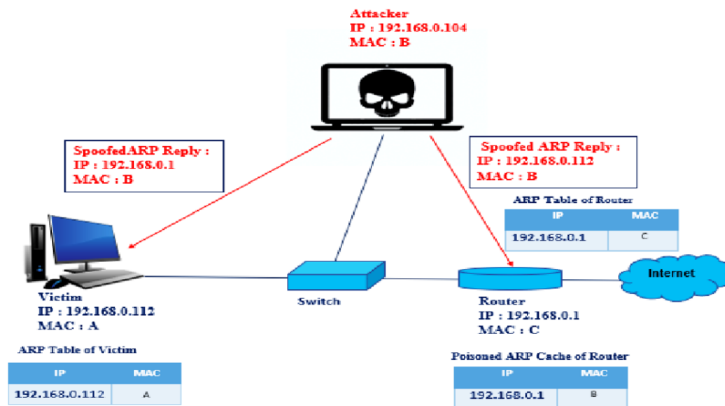 Attacker
IP : 192.168.0.104
MAC : B
SpoofedARP Reply :
IP : 192.168.0.1
MAC : B
Spoofed ARP Reply :
IP : 192.168.0.112
MAC : B
ARP Table of Router
IP MAC
192.168.0.1 C
Internet
Switch
Victim
IP : 192.168.0.112
MAC : A
Router
IP : 192.168.0.1
MAC : C
ARP Table of Victim
IP MAC
192.168.0.112 A
Poisoned ARP Cache of Router
IP MAC
192.168.0.1 B